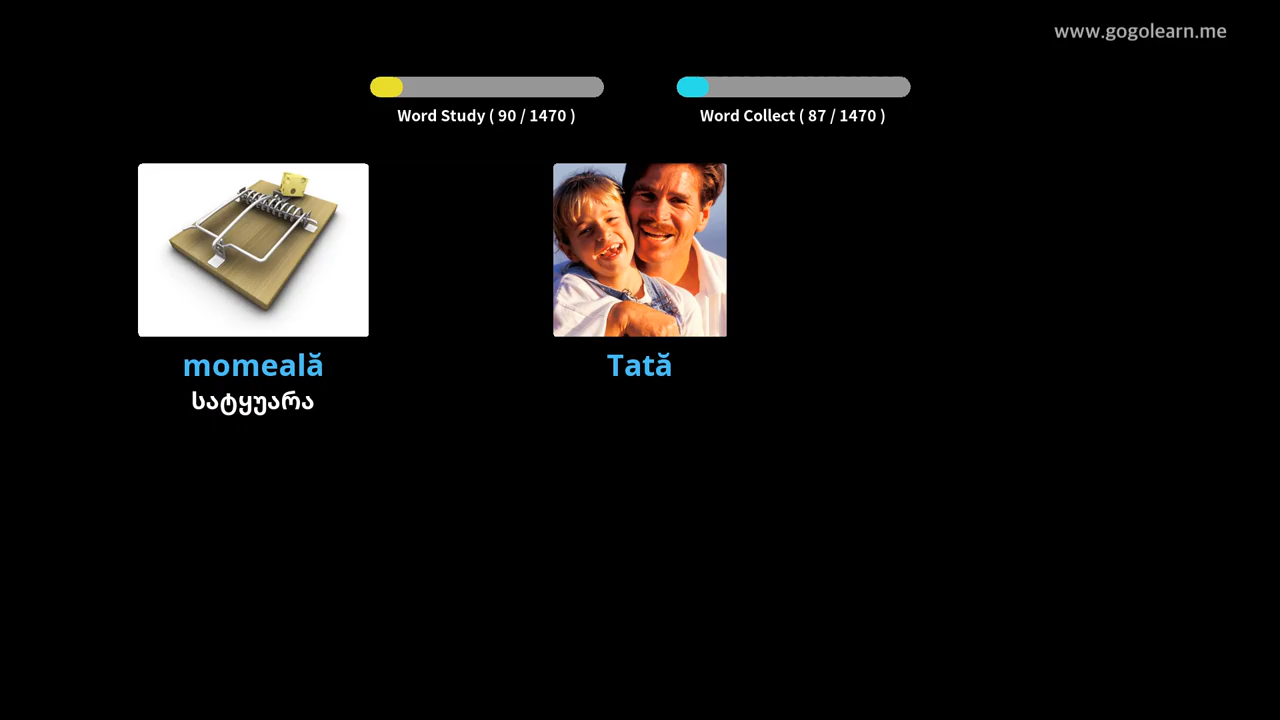 www.gogolearn.me
Word Study ( 90 / 1470 )
Word Collect ( 87 / 1470 )
momeală
სატყუარა
Tată